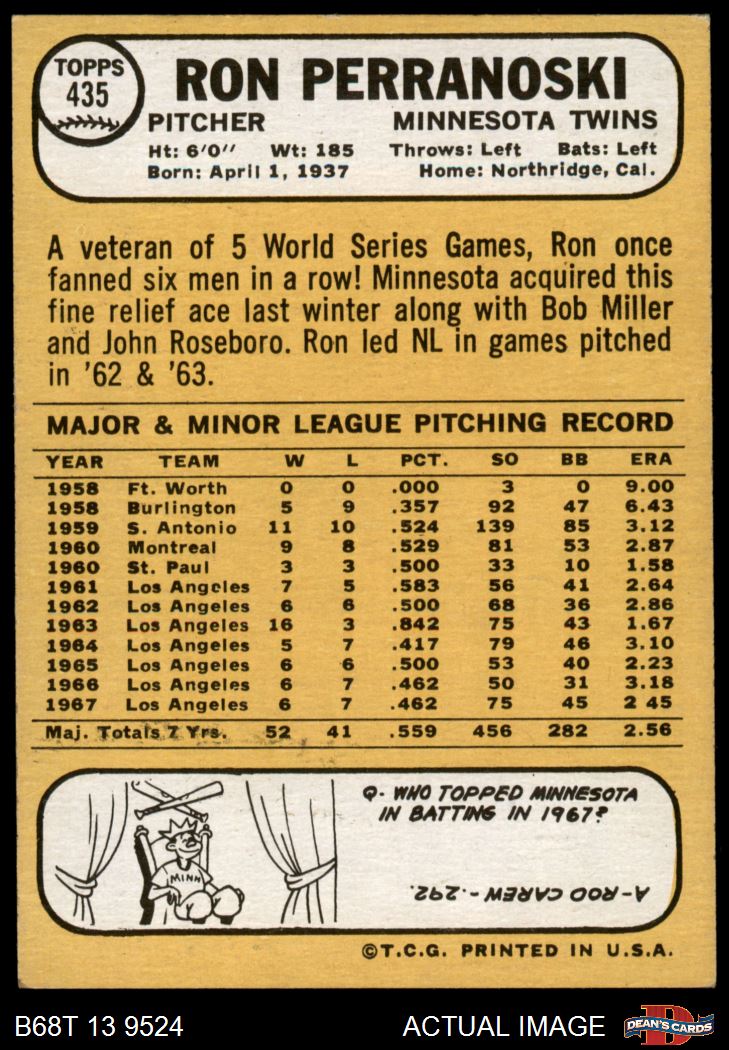 TOPPS
435
RON PERRANOSKI
PITCHER MINNESOTA TWINS
Ht: 6'0'' Wt: 185 Throws: Left Bats: Left
Born: April 1, 1937 Home: Northridge, Cal.
A veteran of 5 World Series Games, Ron once
fanned six men in a row! Minnesota acquired this
fine relief ace last winter along with Bob Miller
and John Roseboro. Ron led NL in games pitched
in '62 & '63.
MAJOR & MINOR LEAGUE PITCHING RECORD
YEAR TEAM W L PCT. SO BB ERA
1958 Ft. Worth 0 0 .000 3 0 9.00
1958 Burlington 5 9 .357 92 47 6.43
1959 S. Antonio 11 10 .524 139 85 3.12
1960 Montreal 9 8 .529 81 53 2.87
1960 St. Paul 3 3 .500 33 10 1.58
1961 Los Angeles 7 5 .583 56 41 2.64
1962 Los Angeles 6 6 .500 68 36 2.86
1963 Los Angeles 16 3 .842 75 43 1.67
1964 Los Angeles 5 7 .417 79 46 3.10
1965 Los Angeles 6 6 .500 53 40 2.23
1966 Los Angeles 6 7 .462 50 31 3.18
1967 Los Angeles 6 7 .462 75 45 2 45
Maj. Totals 7 Yrs. 52 41 .559 456 282 2.56
Q- WHO TOPPED MINNESOTA
IN BATTING IN 1967?
MINN
A-ROD CAREW-.292.
©T.C.G. PRINTED IN U.S.A.
B68T 13 9524 ACTUAL IMAGE
D
DEAN'S CARDS